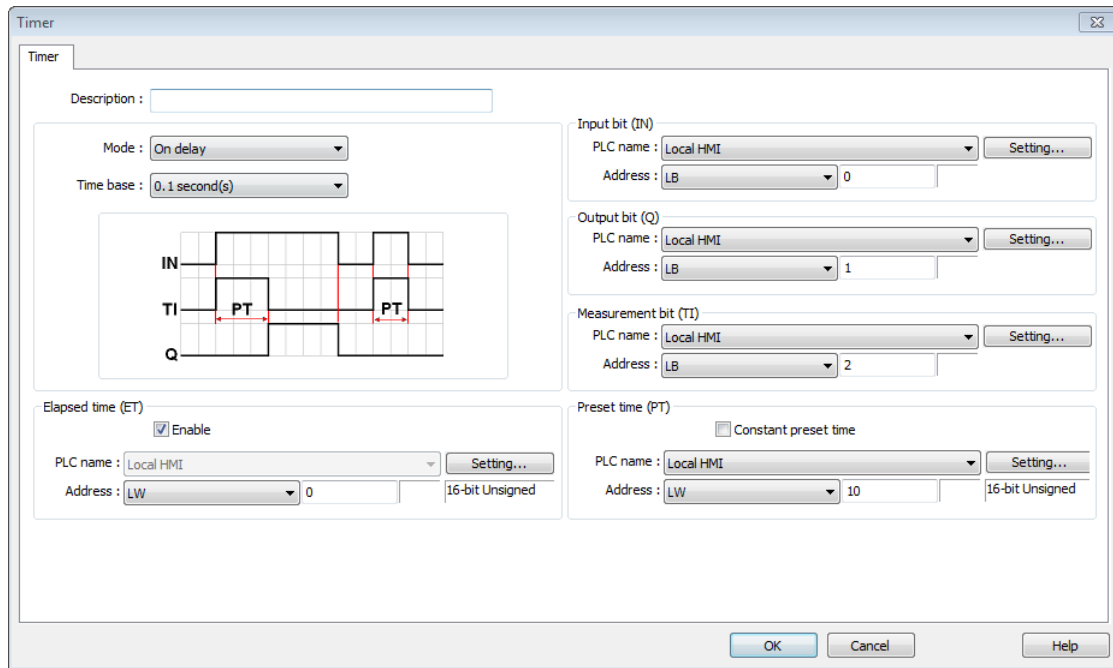 Timer
Timer
Description :
Mode : On delay
Time base : 0.1 second(s)
IN
TI PT PT
Q
Input bit (IN)
PLC name : Local HMI Setting...
Address : LB 0
Output bit (Q)
PLC name : Local HMI Setting...
Address : LB 1
Measurement bit (TI)
PLC name : Local HMI Setting...
Address : LB 2
Elapsed time (ET)
Enable
PLC name : Local HMI Setting...
Address : LW 0 16-bit Unsigned
Preset time (PT)
Constant preset time
PLC name : Local HMI Setting...
Address : LW 10 16-bit Unsigned
OK Cancel Help